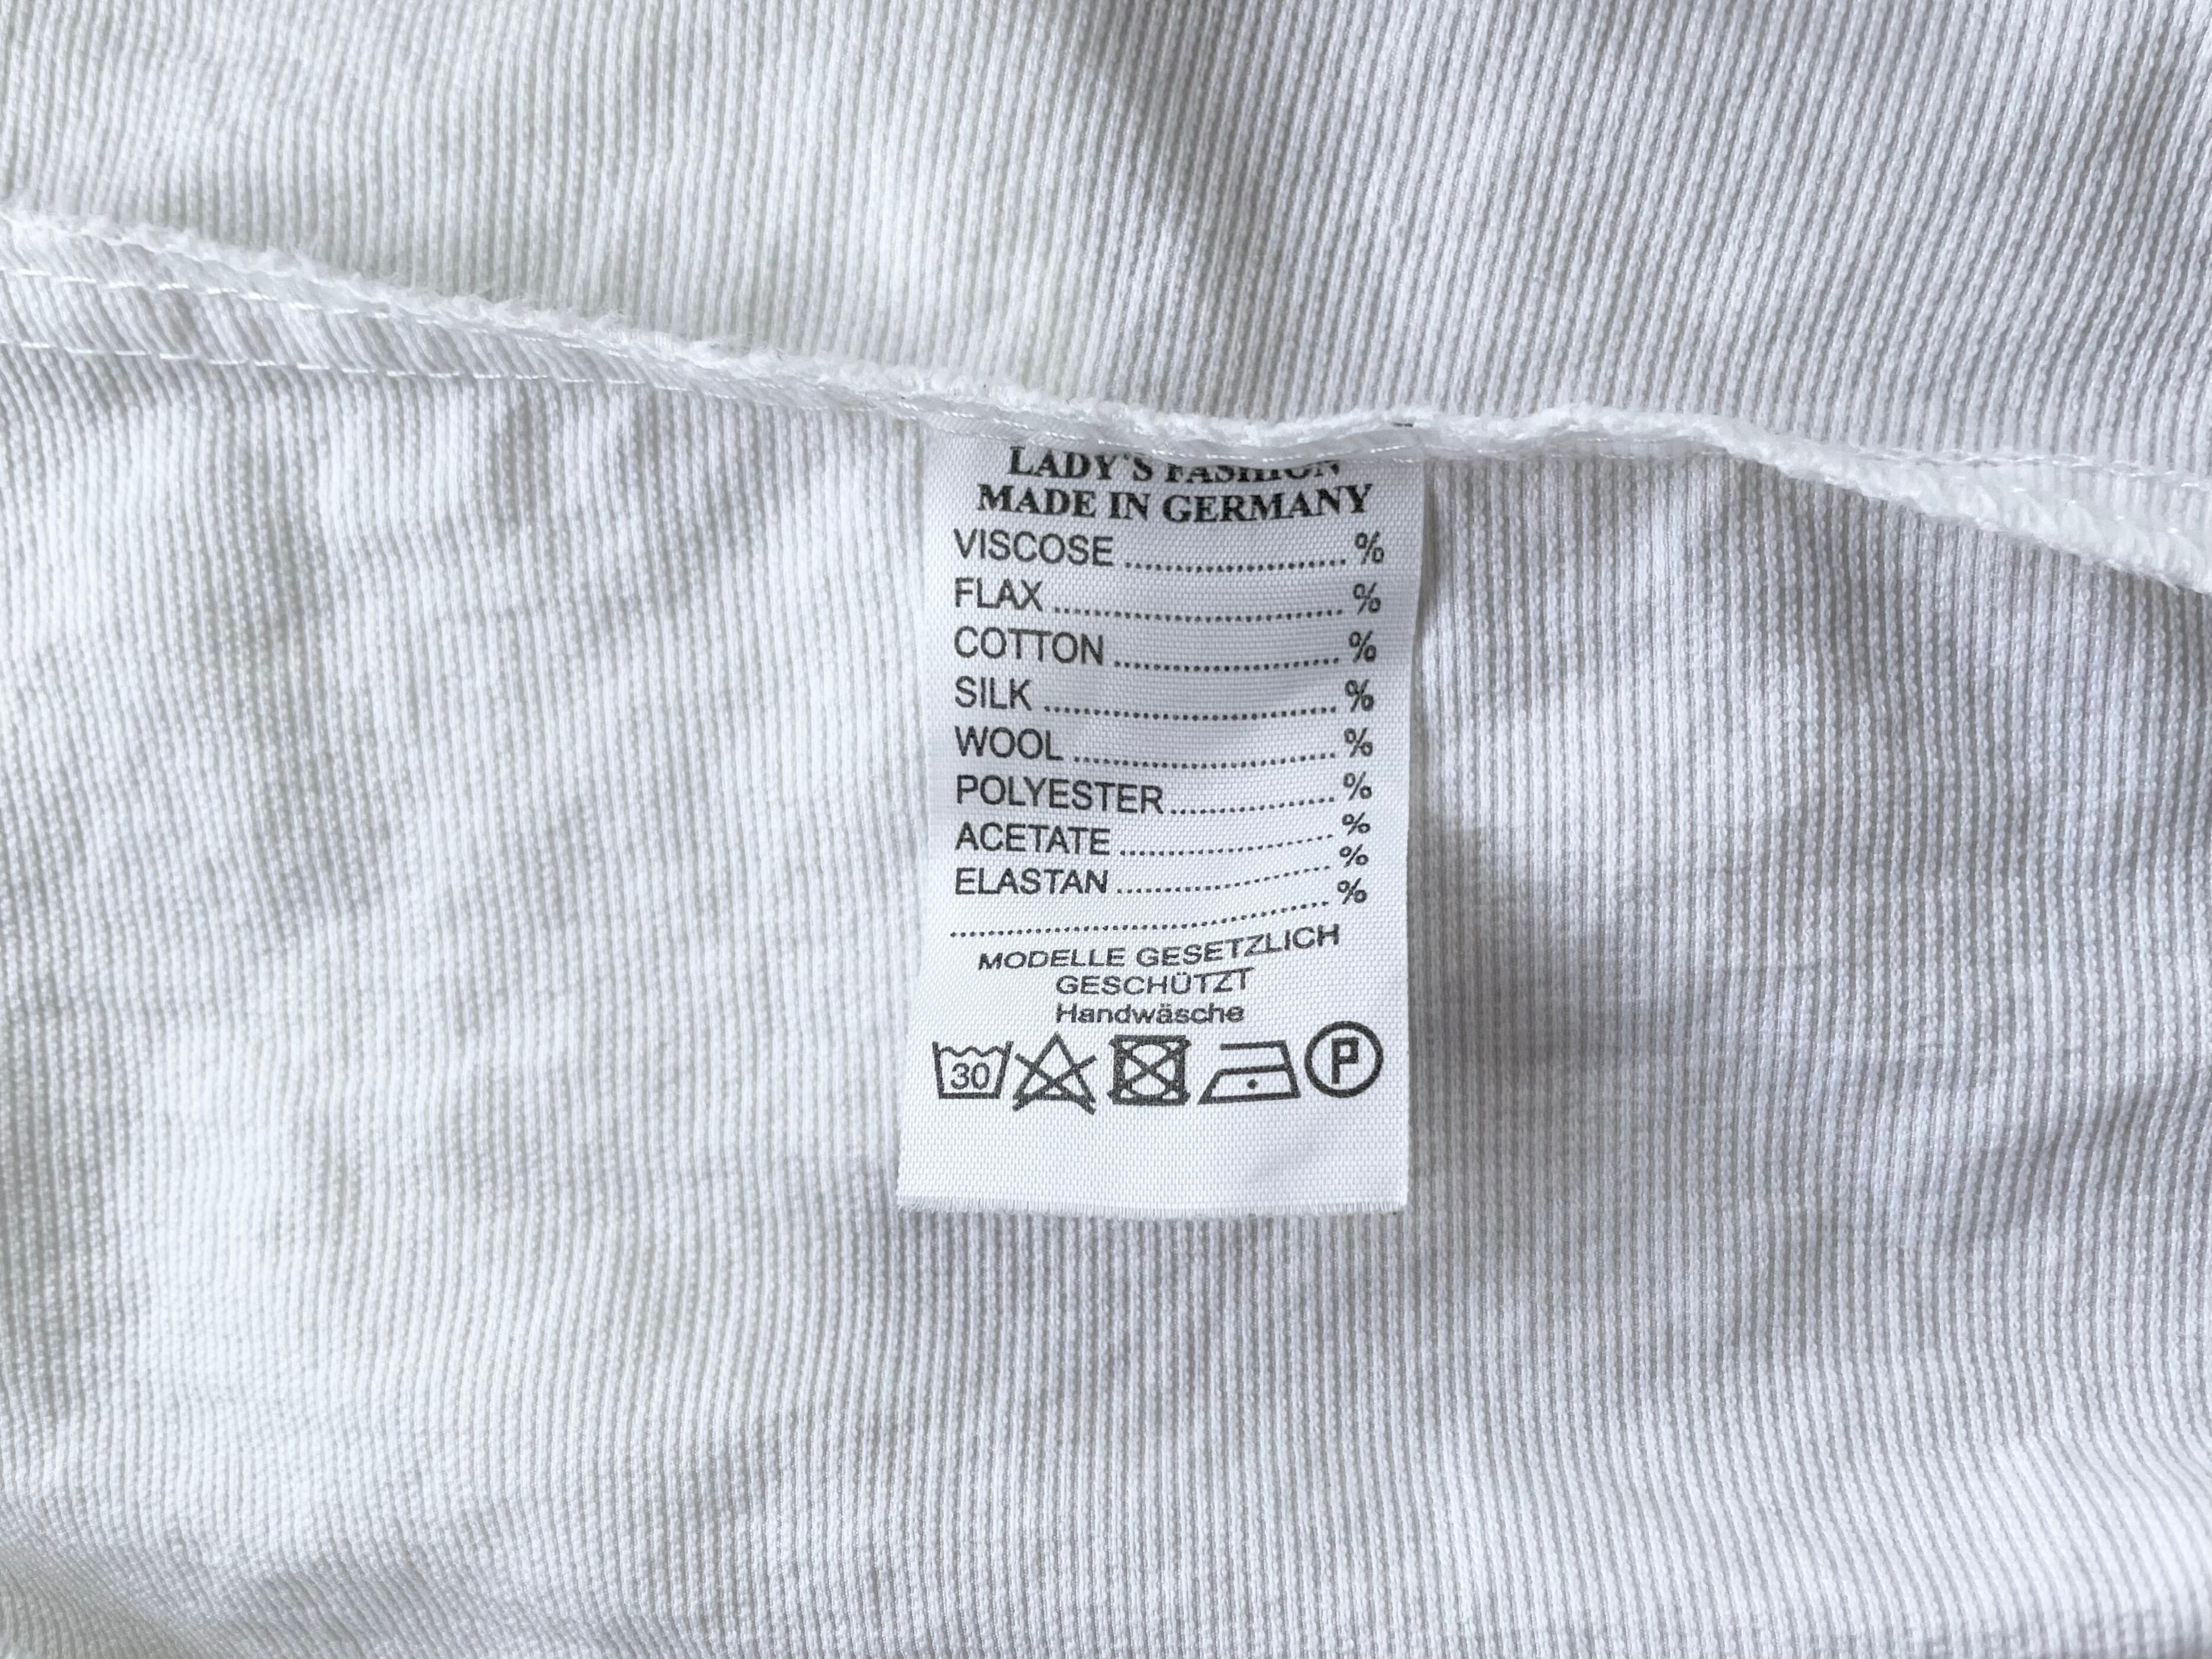 LADY'S FASHION
MADE IN GERMANY
VISCOSE ..................... %
FLAX ........................... %
COTTON ..................... %
SILK ........................... %
WOOL ........................ %
POLYESTER ............... %
ACETATE .................... %
ELASTAN .................... %
.................................... %
MODELLE GESETZLICH
GESCHÜTZT
Handwäsche
30 P